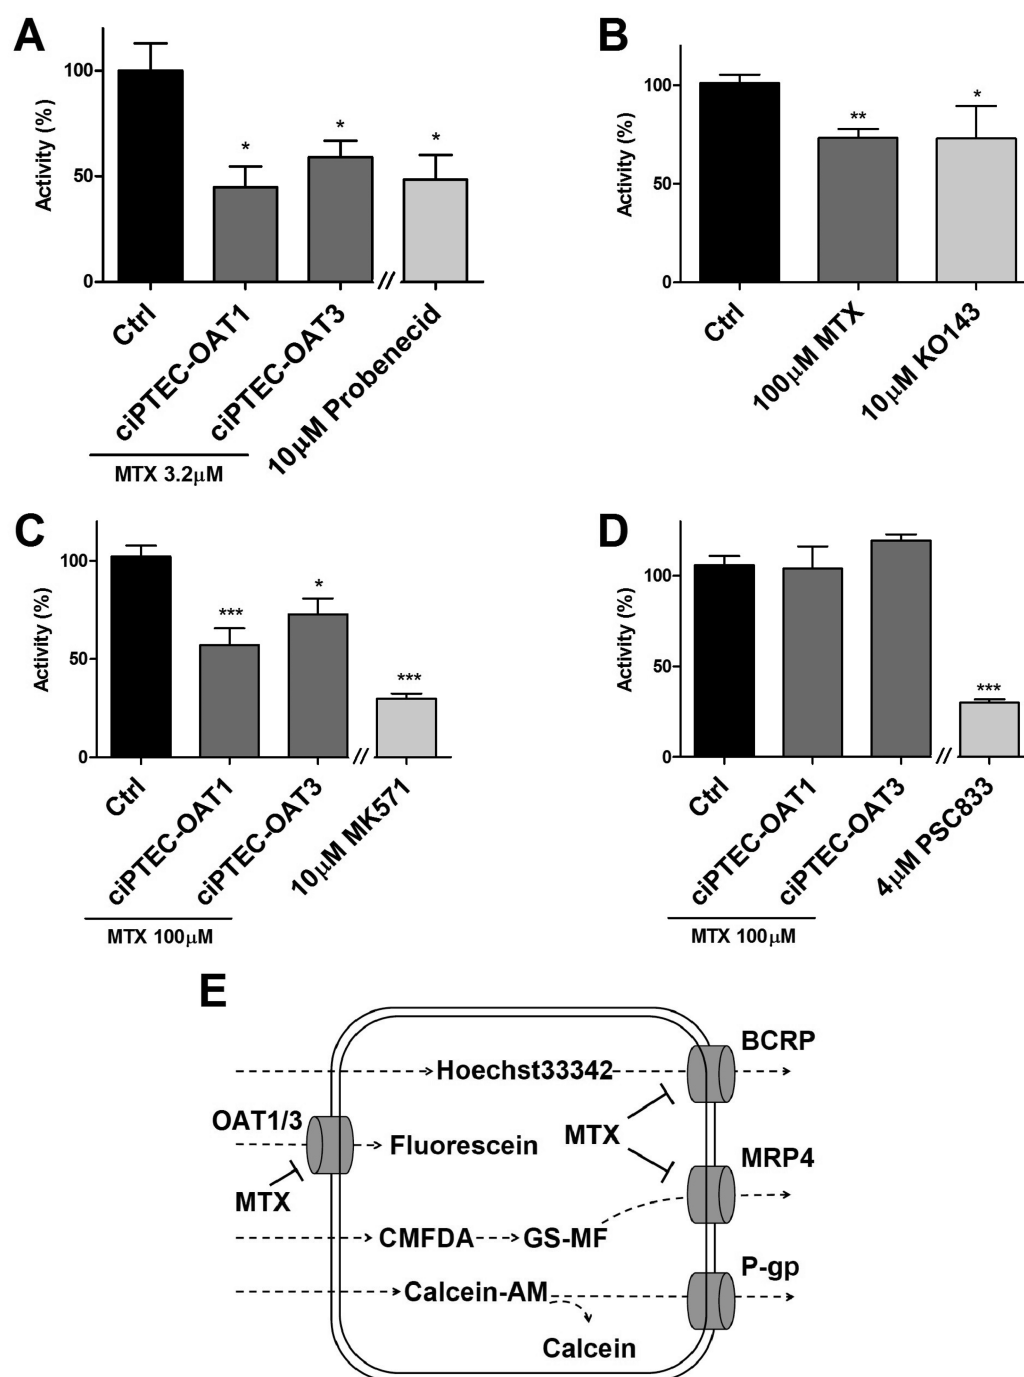 A
Activity (%)
100
50
0
*
*
*
//
Ctrl
ciPTEC-OAT1
ciPTEC-OAT3
10µM Probenecid
MTX 3.2µM
B
Activity (%)
100
50
0
**
*
Ctrl
100µM MTX
10µM KO143
C
Activity (%)
100
50
0
***
*
***
//
Ctrl
ciPTEC-OAT1
ciPTEC-OAT3
10µM MK571
MTX 100µM
D
Activity (%)
100
50
0
***
//
Ctrl
ciPTEC-OAT1
ciPTEC-OAT3
4µM PSC833
MTX 100µM
E
BCRP
Hoechst33342
OAT1/3
MTX
Fluorescein
MRP4
MTX
CMFDA
GS-MF
P-gp
Calcein-AM
Calcein